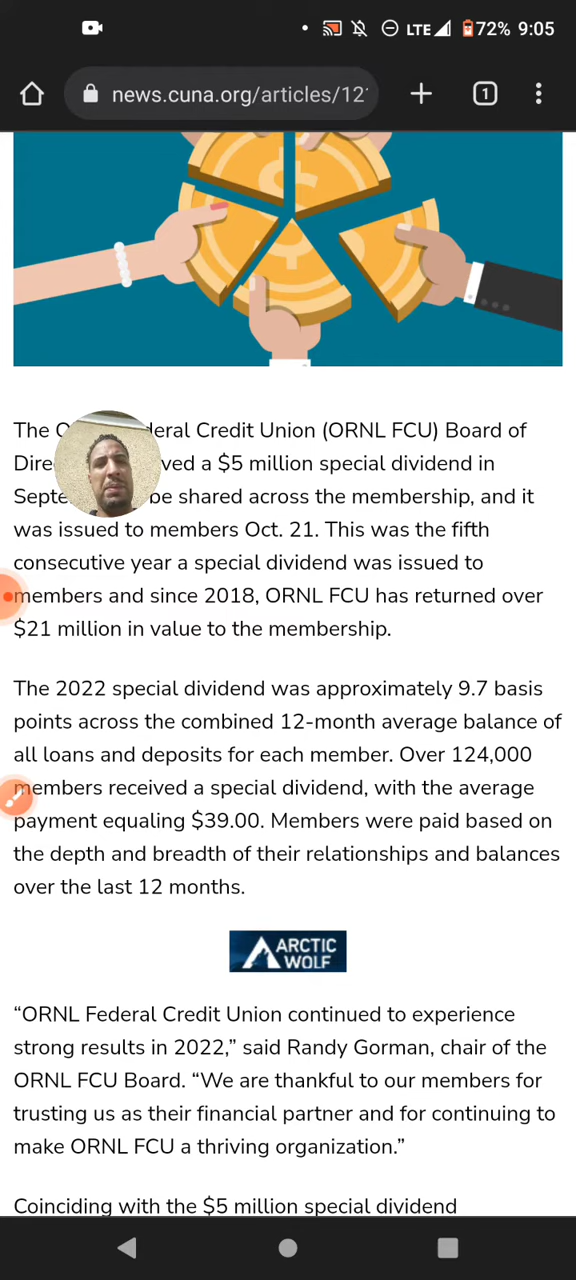 LTE 72% 9:05
news.cuna.org/articles/12
1
The Federal Credit Union (ORNL FCU) Board of
a $5 million special dividend in
be shared across the membership, and it
was issued to members Oct. 21. This was the fifth
consecutive year a special dividend was issued to
members and since 2018, ORNL FCU has returned over
$21 million in value to the membership.
The 2022 special dividend was approximately 9.7 basis
points across the combined 12-month average balance of
all loans and deposits for each member. Over 124,000
members received a special dividend, with the average
payment equaling $39.00. Members were paid based on
the depth and breadth of their relationships and balances
over the last 12 months.
ARCTIC
WOLF
“ORNL Federal Credit Union continued to experience
strong results in 2022,” said Randy Gorman, chair of the
ORNL FCU Board. “We are thankful to our members for
trusting us as their financial partner and for continuing to
make ORNL FCU a thriving organization.”
Coinciding with the $5 million special dividend